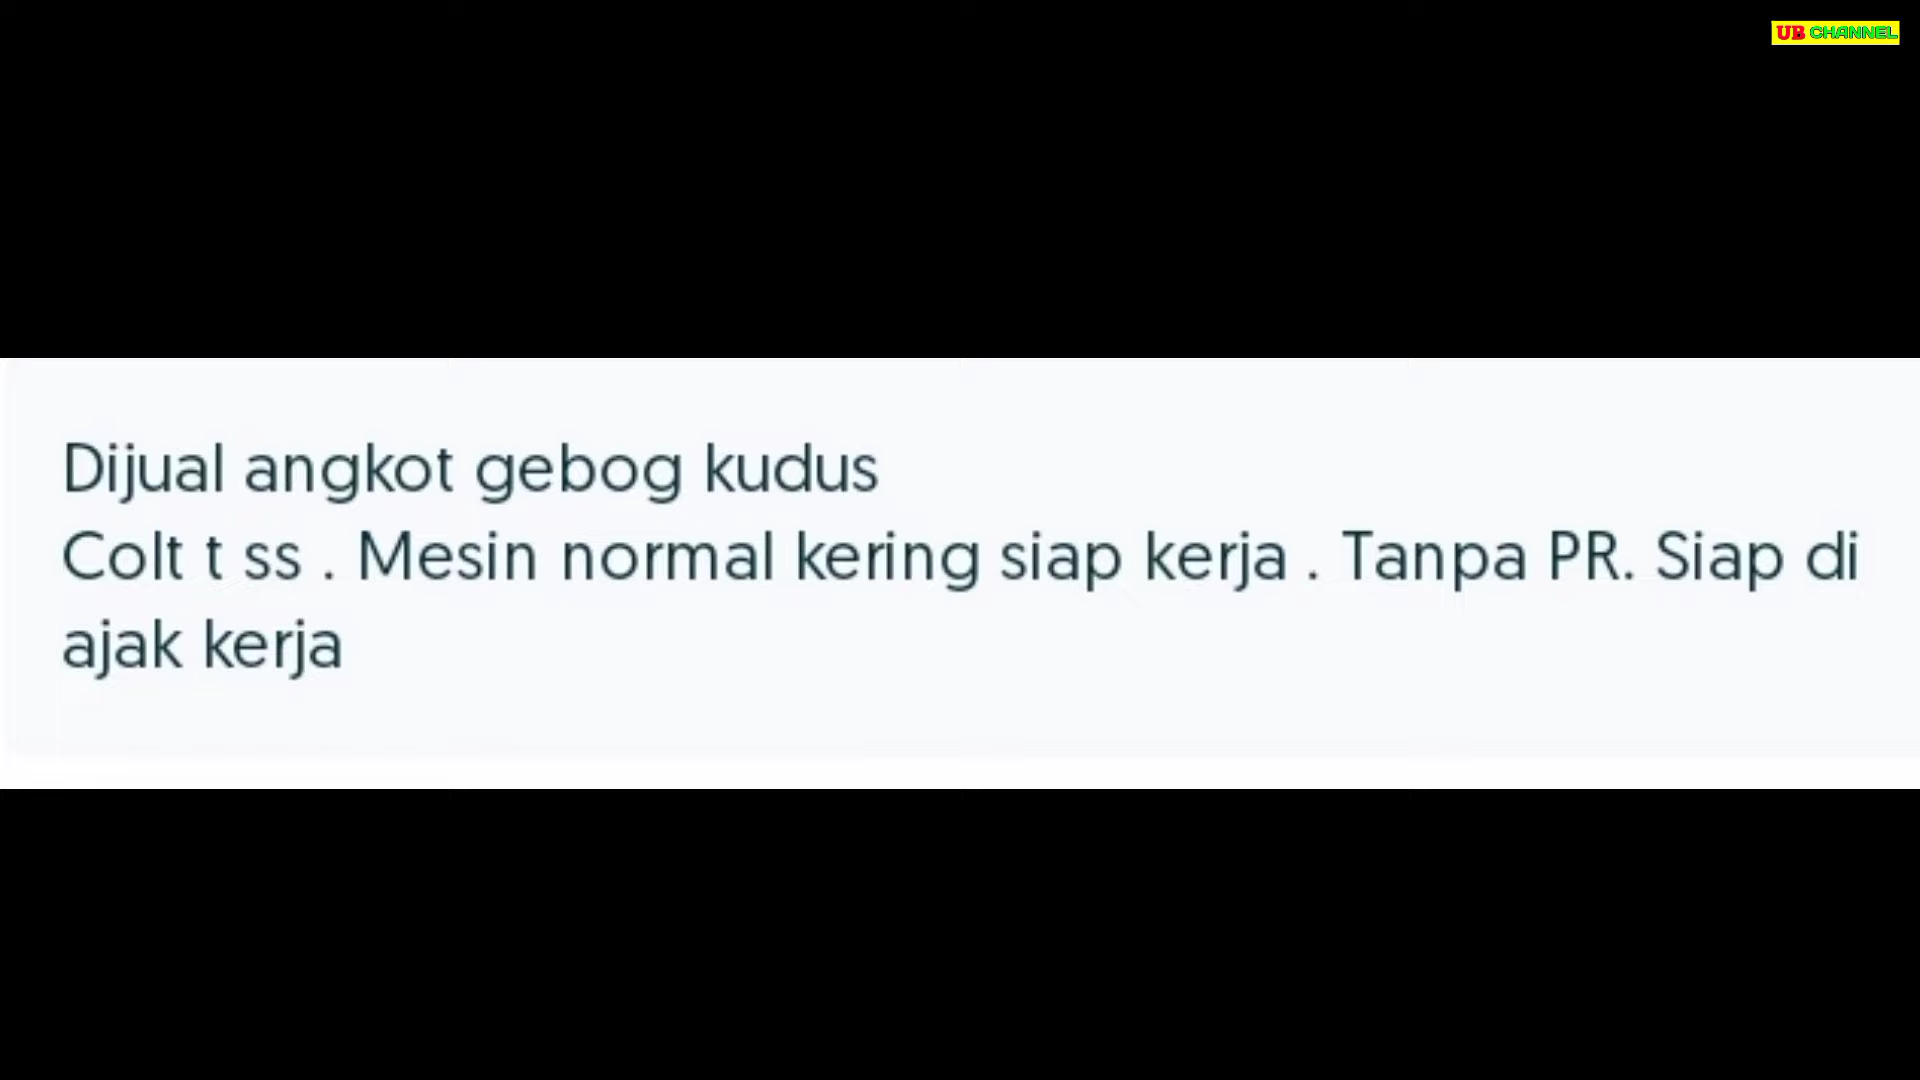 UB CHANNEL
Dijual angkot gebog kudus
Colt t ss . Mesin normal kering siap kerja . Tanpa PR. Siap di
ajak kerja